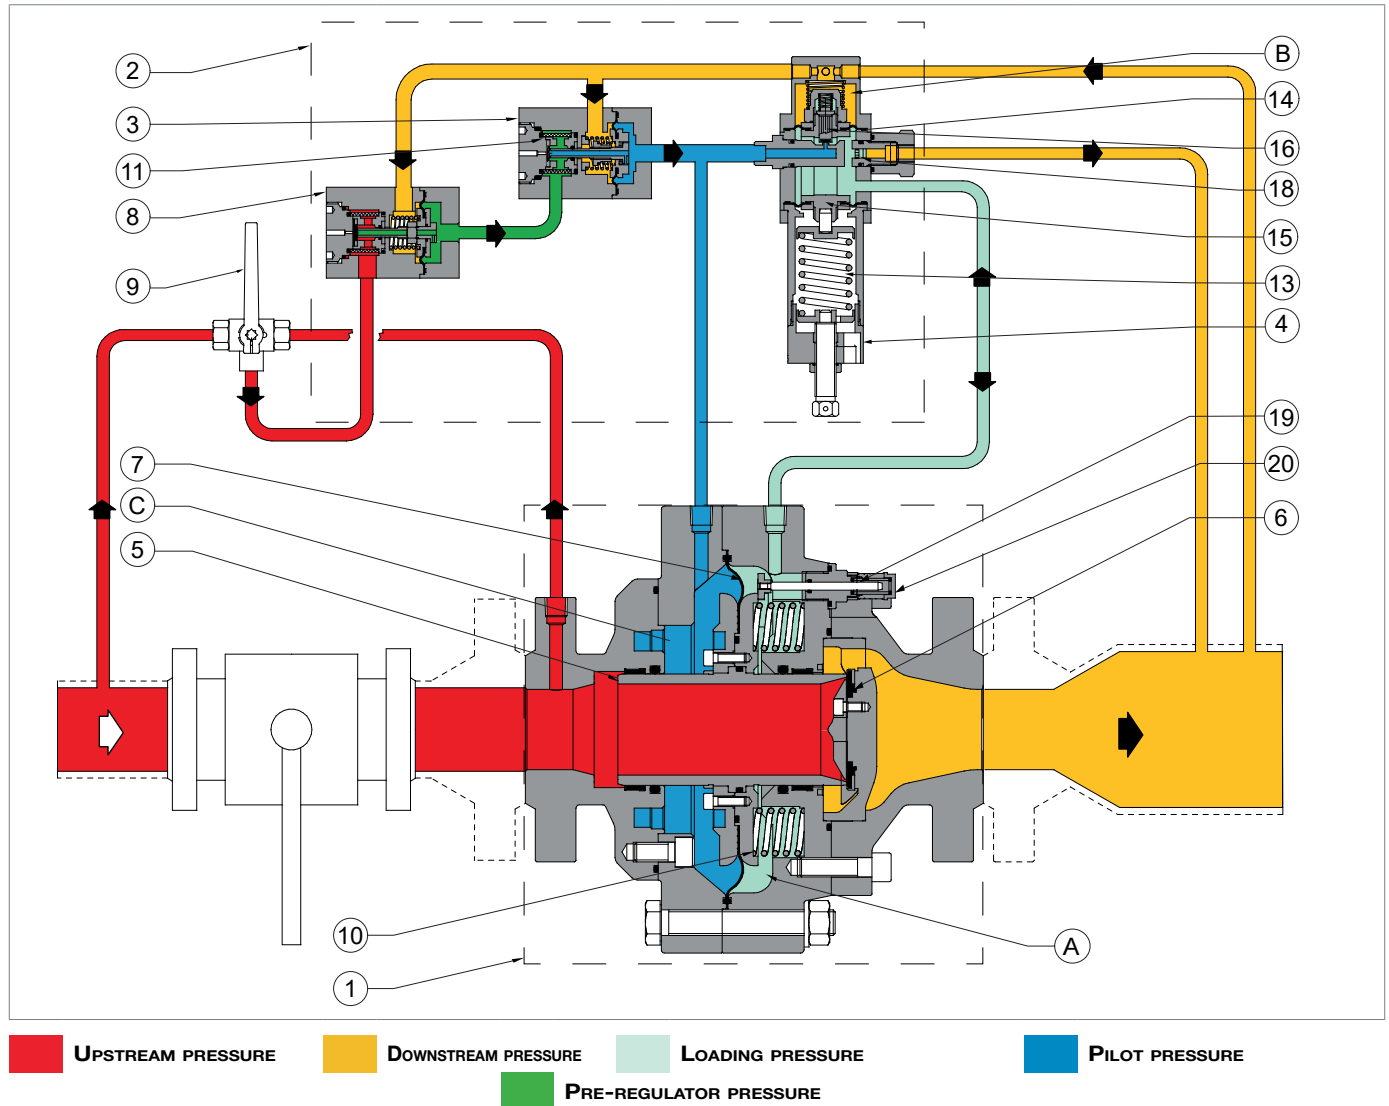 2
3
11
8
9
B
14
16
18
15
13
4
7
C
5
19
20
6
10
1
A
UPSTREAM PRESSURE
DOWNSTREAM PRESSURE
LOADING PRESSURE
PILOT PRESSURE
PRE-REGULATOR PRESSURE